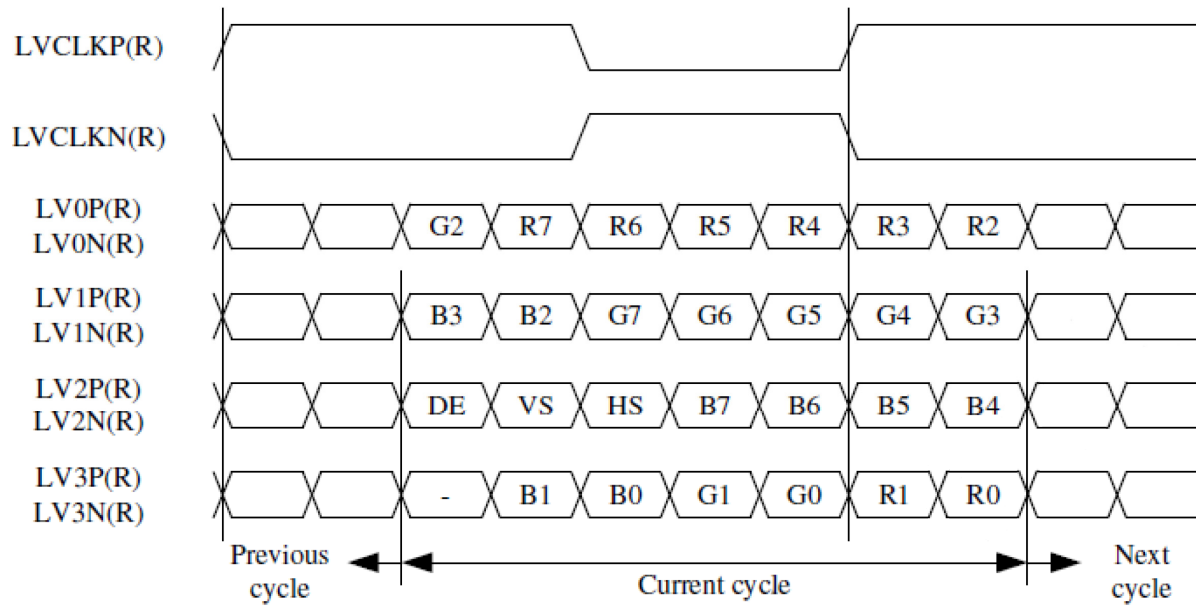 LVCLKP(R)
LVCLKN(R)
LV0P(R)
LV0N(R)
G2 R7 R6 R5 R4 R3 R2
LV1P(R)
LV1N(R)
B3 B2 G7 G6 G5 G4 G3
LV2P(R)
LV2N(R)
DE VS HS B7 B6 B5 B4
LV3P(R)
LV3N(R)
- B1 B0 G1 G0 R1 R0
Previous
cycle
Current cycle
Next
cycle